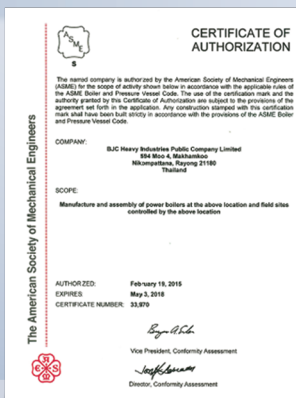 CERTIFICATE OF
AUTHORIZATION
ASME
S
The named company is authorized by the American Society of Mechanical Engineers
(ASME) for the scope of activity shown below in accordance with the applicable rules of
the ASME Boiler and Pressure Vessel Code. The use of the certification mark and the
authority granted by this Certificate of Authorization are subject to the provisions of the
agreement set forth in the application. Any construction stamped with this certification
mark shall have been built strictly in accordance with the provisions of the ASME Boiler
and Pressure Vessel Code.
COMPANY:
BJC Heavy Industries Public Company Limited
594 Moo 4, Makhamkoo
Nikompattana, Rayong 21180
Thailand
SCOPE:
Manufacture and assembly of power boilers at the above location and field sites
controlled by the above location
AUTHORIZED: February 19, 2015
EXPIRES: May 3, 2018
CERTIFICATE NUMBER: 33,970
Vice President, Conformity Assessment
Director, Conformity Assessment
The American Society of Mechanical Engineers